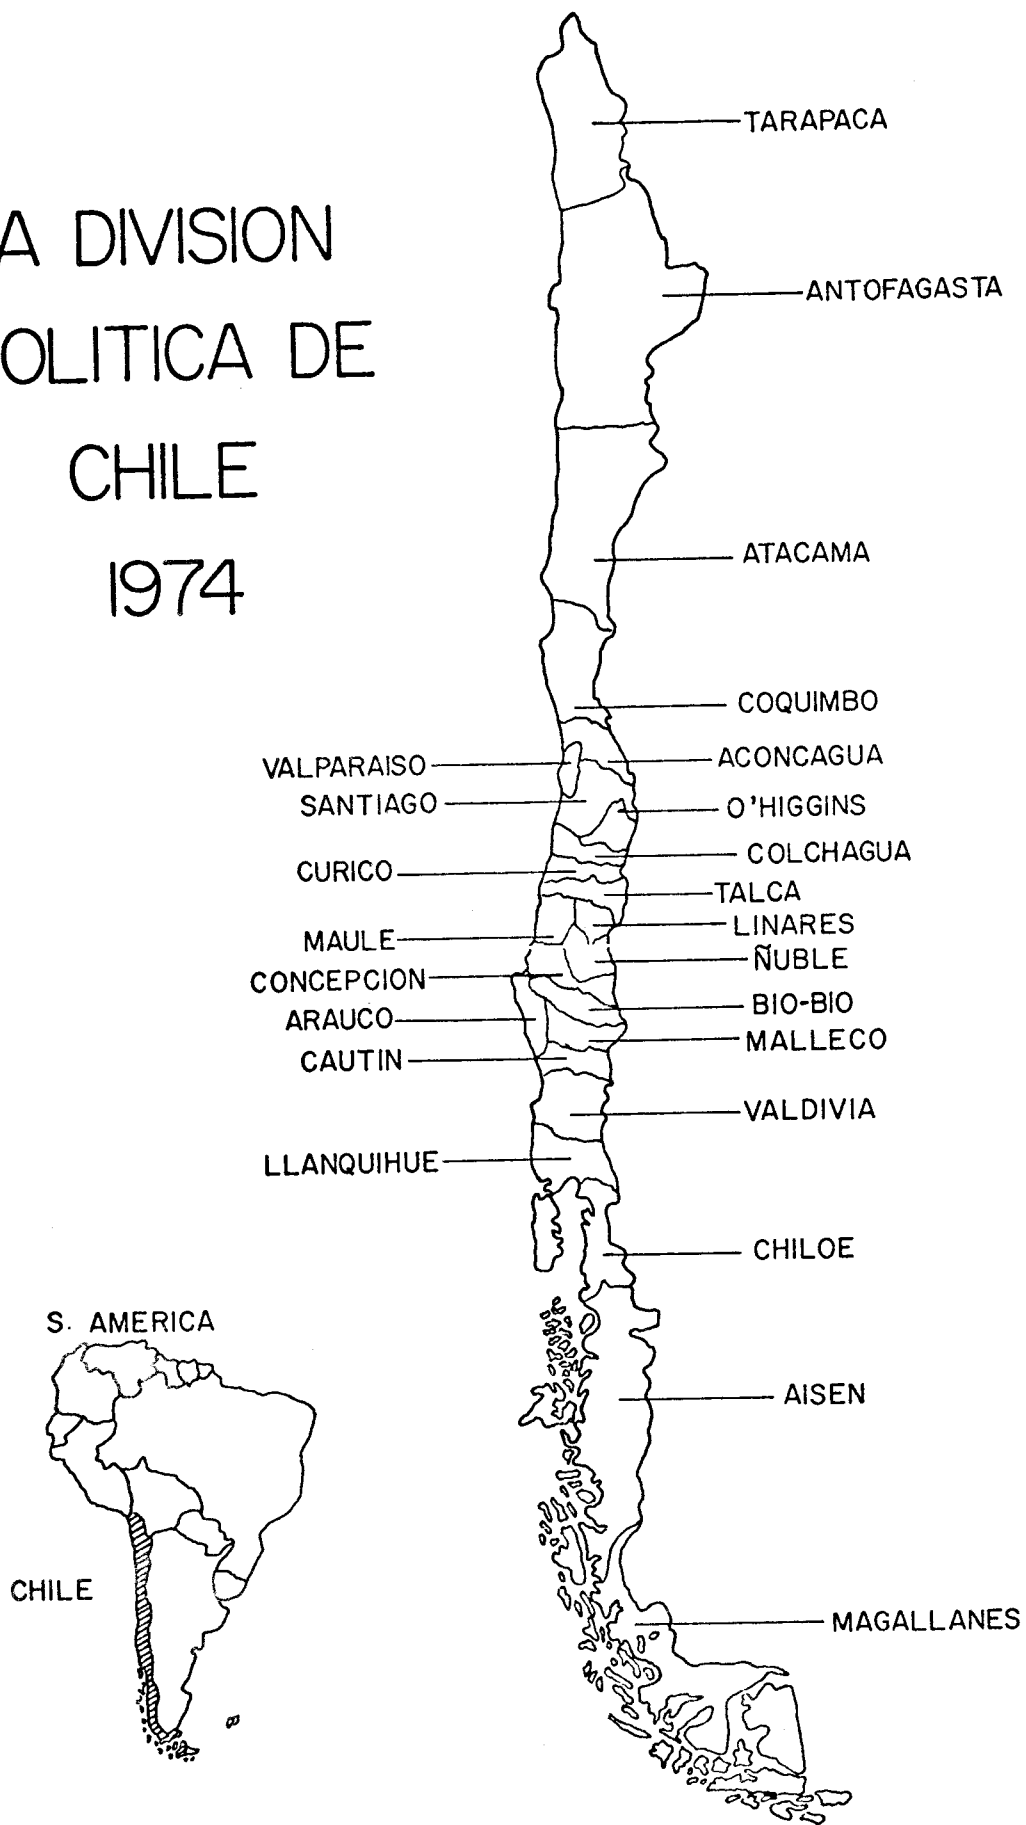 A DIVISION
OLITICA DE
CHILE
1974
TARAPACA
ANTOFAGASTA
ATACAMA
COQUIMBO
VALPARAISO
ACONCAGUA
SANTIAGO
O'HIGGINS
COLCHAGUA
CURICO
TALCA
LINARES
MAULE
ÑUBLE
CONCEPCION
BIO-BIO
ARAUCO
MALLECO
CAUTIN
VALDIVIA
LLANQUIHUE
CHILOE
S. AMERICA
AISEN
CHILE
MAGALLANES